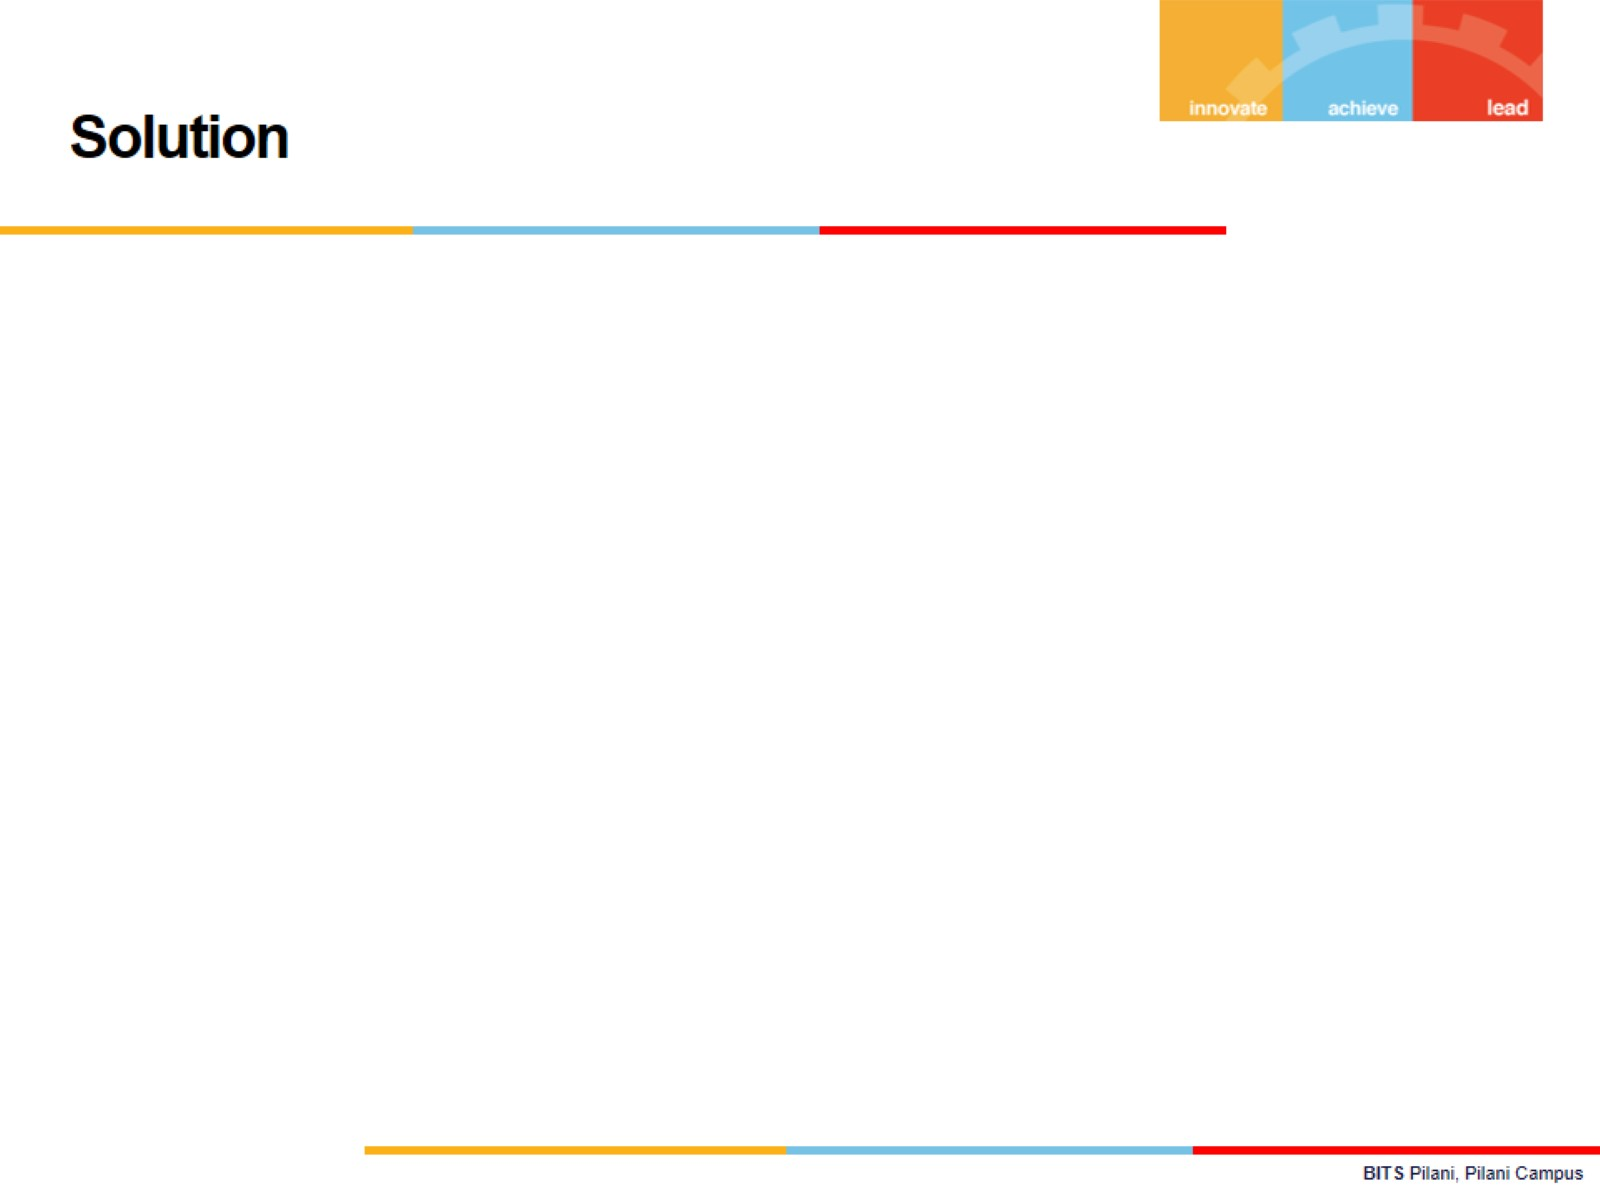 innovate achieve lead
Solution
BITS Pilani, Pilani Campus